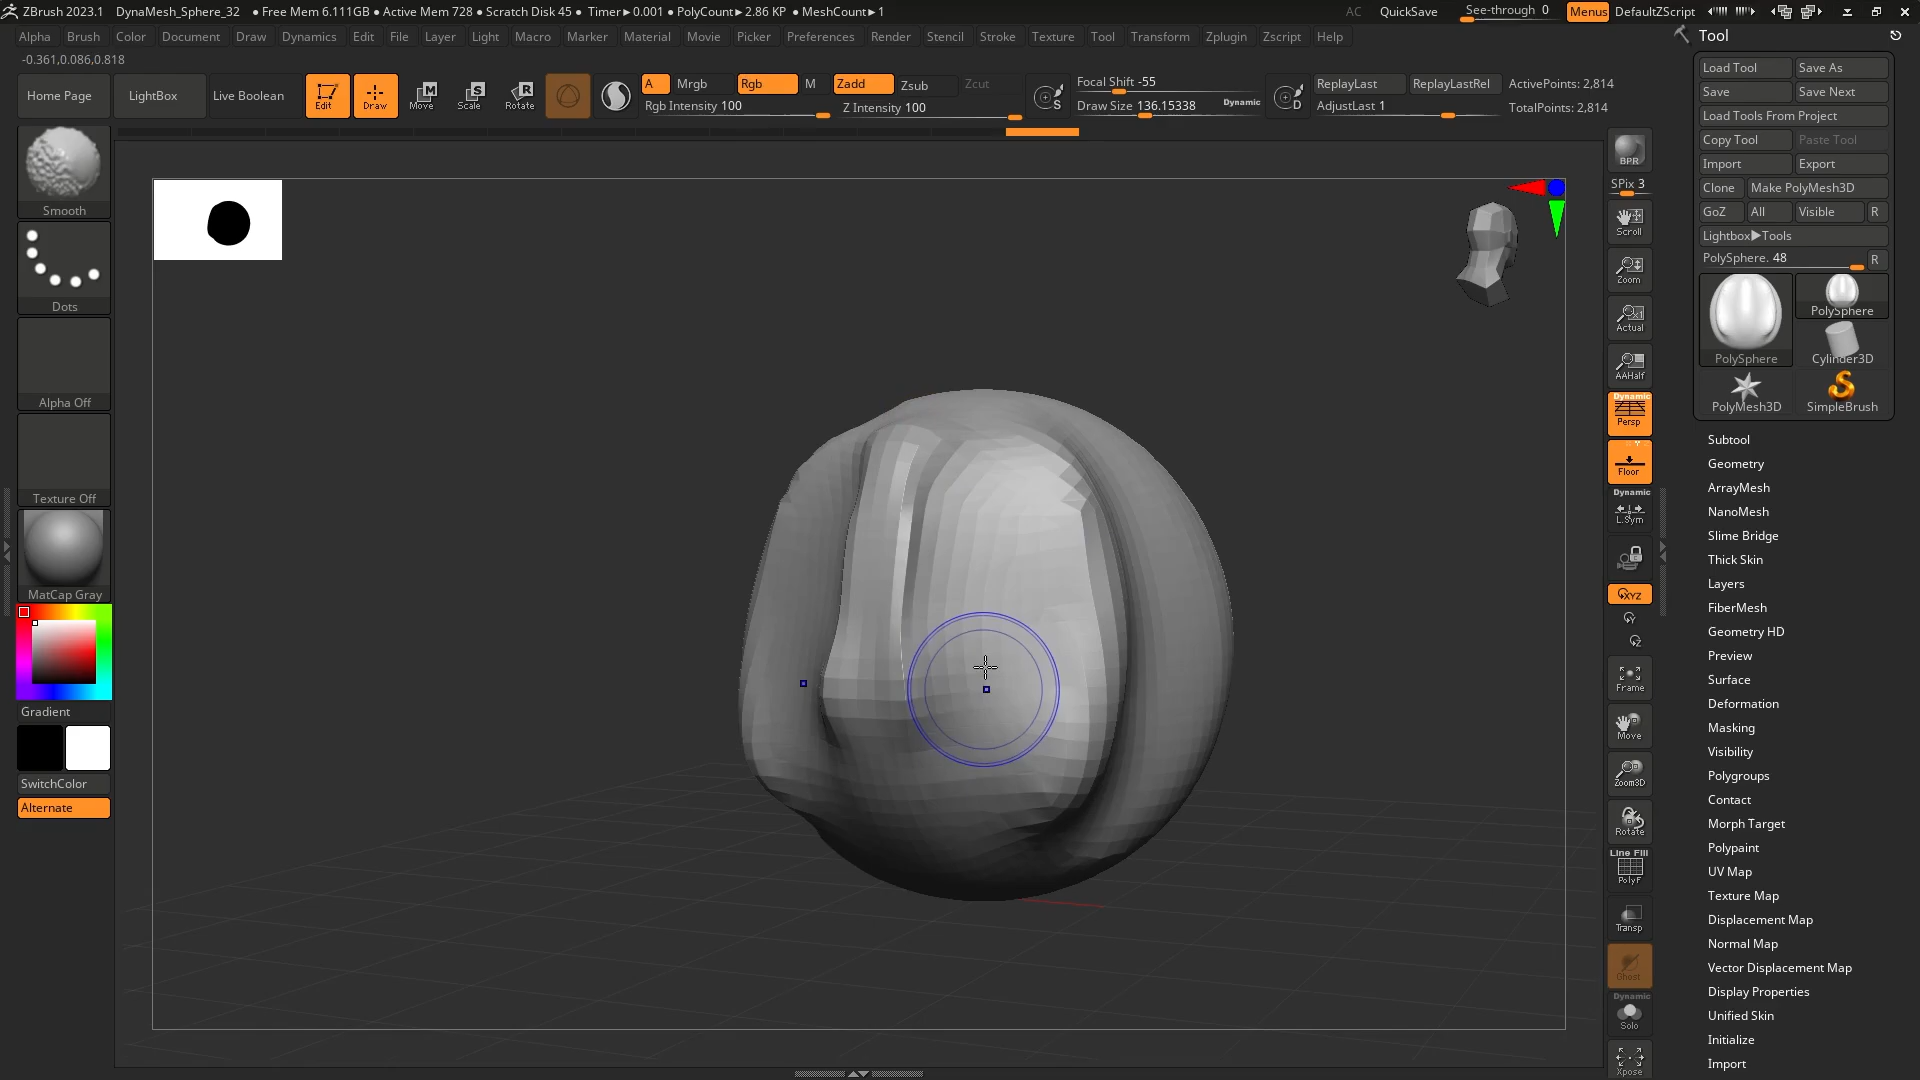 ZBrush 2023.1 DynaMesh_Sphere_32 • Free Mem 6.111GB • Active Mem 728 • Scratch Disk 45 • Timer▶0.001 • PolyCount▶2.86 KP • MeshCount▶1 AC QuickSave See-through 0 Menus DefaultZScript
Alpha Brush Color Document Draw Dynamics Edit File Layer Light Macro Marker Material Movie Picker Preferences Render Stencil Stroke Texture Tool Transform Zplugin Zscript Help
-0.361,0.086,0.818
Home Page LightBox Live Boolean Edit Draw Move Scale Rotate
A Mrgb Rgb M Zadd Zsub Zcut
Rgb Intensity 100 Z Intensity 100
S Focal Shift -55
Draw Size 136.15338 Dynamic
D ReplayLast ReplayLastRel
AdjustLast 1
ActivePoints: 2,814
TotalPoints: 2,814
Smooth
Dots
Alpha Off
Texture Off
MatCap Gray
Gradient
SwitchColor
Alternate
BPR
SPix 3
Scroll
Zoom
Actual
AAHalf
Dynamic
Persp
Floor
Dynamic
L.Sym
XYZ
Frame
Move
Zoom3D
Rotate
Line Fill
PolyF
Transp
Ghost
Dynamic
Solo
Xpose
Tool
Load Tool Save As
Save Save Next
Load Tools From Project
Copy Tool Paste Tool
Import Export
Clone Make PolyMesh3D
GoZ All Visible R
Lightbox▶Tools
PolySphere. 48 R
PolySphere PolySphere
Cylinder3D
PolyMesh3D SimpleBrush
Subtool
Geometry
ArrayMesh
NanoMesh
Slime Bridge
Thick Skin
Layers
FiberMesh
Geometry HD
Preview
Surface
Deformation
Masking
Visibility
Polygroups
Contact
Morph Target
Polypaint
UV Map
Texture Map
Displacement Map
Normal Map
Vector Displacement Map
Display Properties
Unified Skin
Initialize
Import